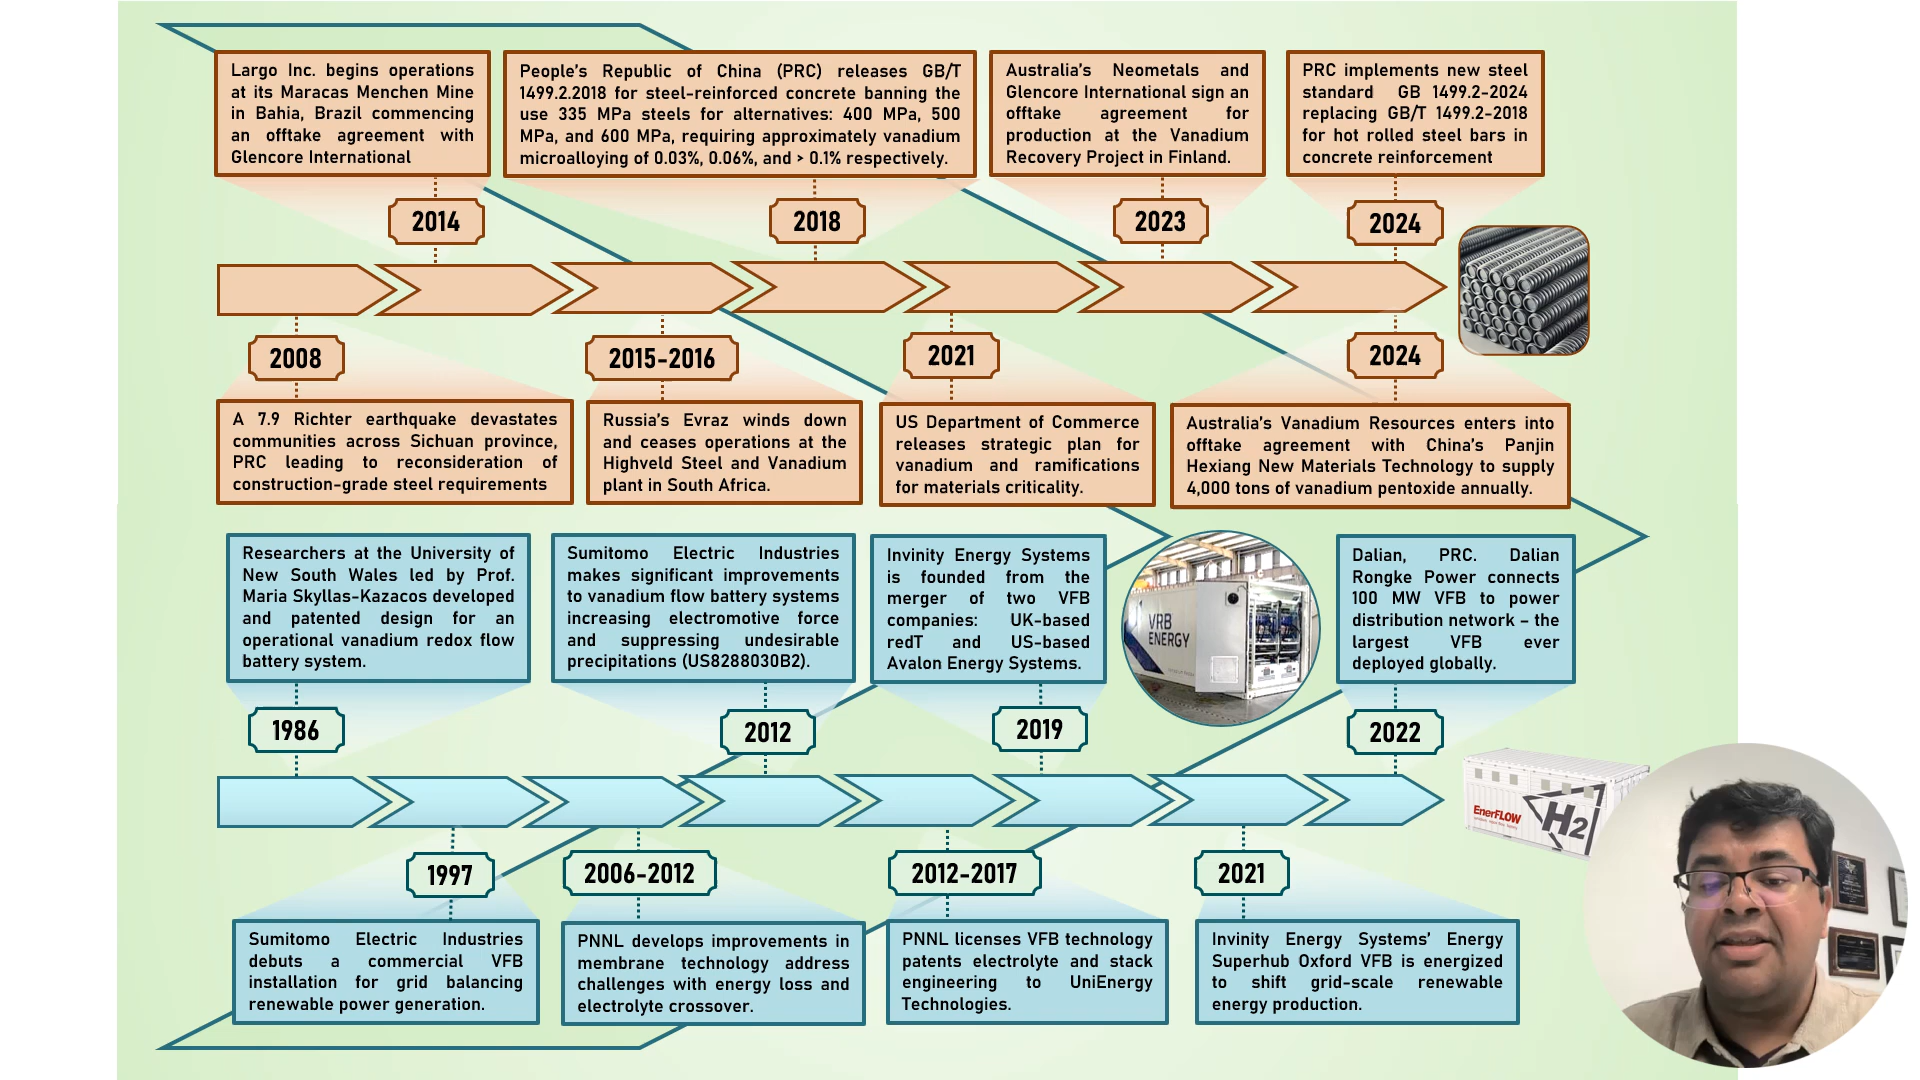 Largo Inc. begins operations
at its Maracas Menchen Mine
in Bahia, Brazil commencing
an offtake agreement with
Glencore International
People's Republic of China (PRC) releases GB/T
1499.2.2018 for steel-reinforced concrete banning the
use 335 MPa steels for alternatives: 400 MPa, 500
MPa, and 600 MPa, requiring approximately vanadium
microalloying of 0.03%, 0.06%, and > 0.1% respectively.
Australia's Neometals and
Glencore International sign an
offtake agreement for
production at the Vanadium
Recovery Project in Finland.
PRC implements new steel
standard GB 1499.2-2024
replacing GB/T 1499.2-2018
for hot rolled steel bars in
concrete reinforcement
2014
2018
2023
2024
2008
2015-2016
2021
2024
A 7.9 Richter earthquake devastates
communities across Sichuan province,
PRC leading to reconsideration of
construction-grade steel requirements
Russia's Evraz winds down
and ceases operations at the
Highveld Steel and Vanadium
plant in South Africa.
US Department of Commerce
releases strategic plan for
vanadium and ramifications
for materials criticality.
Australia's Vanadium Resources enters into
offtake agreement with China's Panjin
Hexiang New Materials Technology to supply
4,000 tons of vanadium pentoxide annually.
Researchers at the University of
New South Wales led by Prof.
Maria Skyllas-Kazacos developed
and patented design for an
operational vanadium redox flow
battery system.
Sumitomo Electric Industries
makes significant improvements
to vanadium flow battery systems
increasing electromotive force
and suppressing undesirable
precipitations (US8288030B2).
Invinity Energy Systems
is founded from the
merger of two VFB
companies: UK-based
redT and US-based
Avalon Energy Systems.
VRB
ENERGY
Dalian, PRC. Dalian
Rongke Power connects
100 MW VFB to power
distribution network – the
largest VFB ever
deployed globally.
1986
2012
2019
2022
EnerFLOW
H2
1997
2006-2012
2012-2017
2021
Sumitomo Electric Industries
debuts a commercial VFB
installation for grid balancing
renewable power generation.
PNNL develops improvements in
membrane technology address
challenges with energy loss and
electrolyte crossover.
PNNL licenses VFB technology
patents electrolyte and stack
engineering to UniEnergy
Technologies.
Invinity Energy Systems' Energy
Superhub Oxford VFB is energized
to shift grid-scale renewable
energy production.